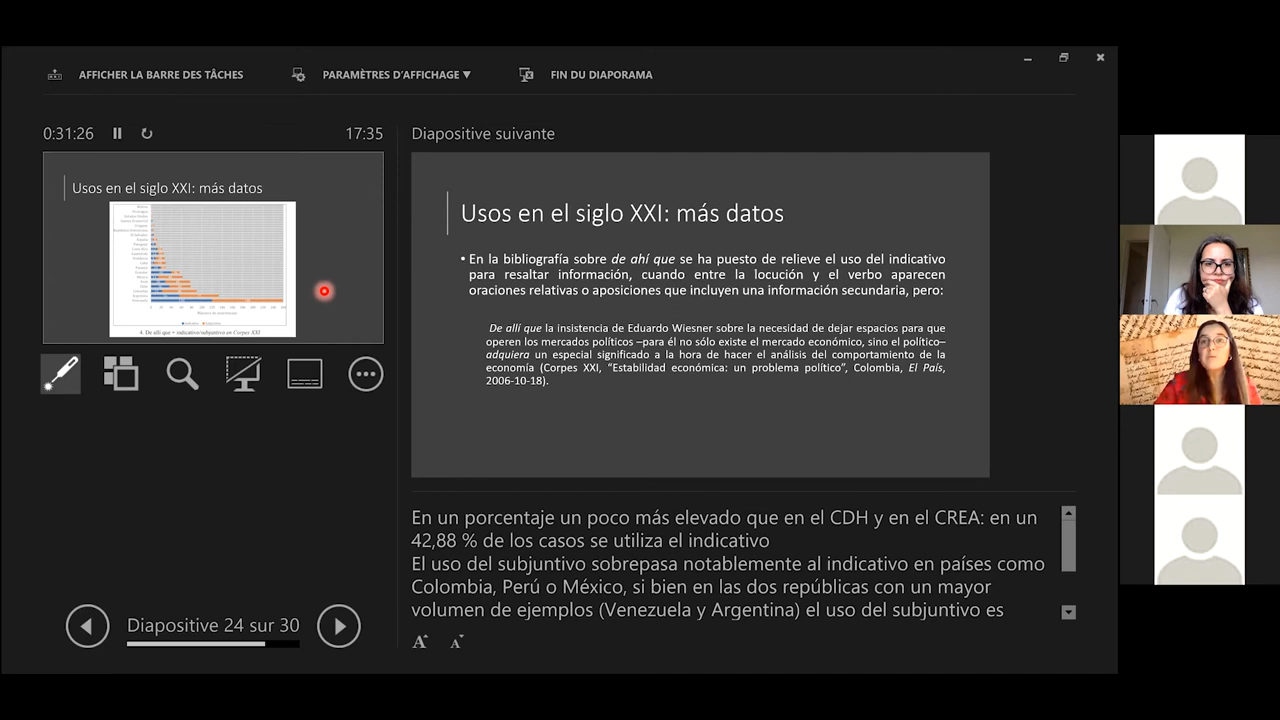 AFFICHER LA BARRE DES TÂCHES
PARAMÈTRES D'AFFICHAGE ▼
FIN DU DIAPORAMA
0:31:26
17:35
Usos en el siglo XXI: más datos
4. De allí que + indicativo/subjuntivo en Corpes XXI
Diapositive 24 sur 30
Diapositive suivante
Usos en el siglo XXI: más datos
• En la bibliografía sobre de ahí que se ha puesto de relieve el uso del indicativo
para resaltar información, cuando entre la locución y el verbo aparecen
oraciones relativas o aposiciones que incluyen una información secundaria, pero:
De allí que la insistencia de Eduardo Wiesner sobre la necesidad de dejar espacios para que
operen los mercados políticos –para él no sólo existe el mercado económico, sino el político–
adquiera un especial significado a la hora de hacer el análisis del comportamiento de la
economía (Corpes XXI, "Estabilidad económica: un problema político", Colombia, El País,
2006-10-18).
En un porcentaje un poco más elevado que en el CDH y en el CREA: en un
42,88 % de los casos se utiliza el indicativo
El uso del subjuntivo sobrepasa notablemente al indicativo en países como
Colombia, Perú o México, si bien en las dos repúblicas con un mayor
volumen de ejemplos (Venezuela y Argentina) el uso del subjuntivo es
A A